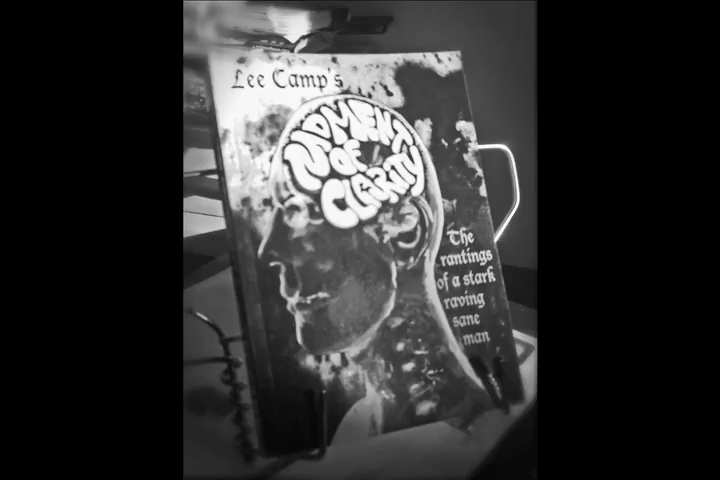 Lee Camp's
MOMENT
OF
CLARITY
The
rantings
of a stark
raving
sane
man